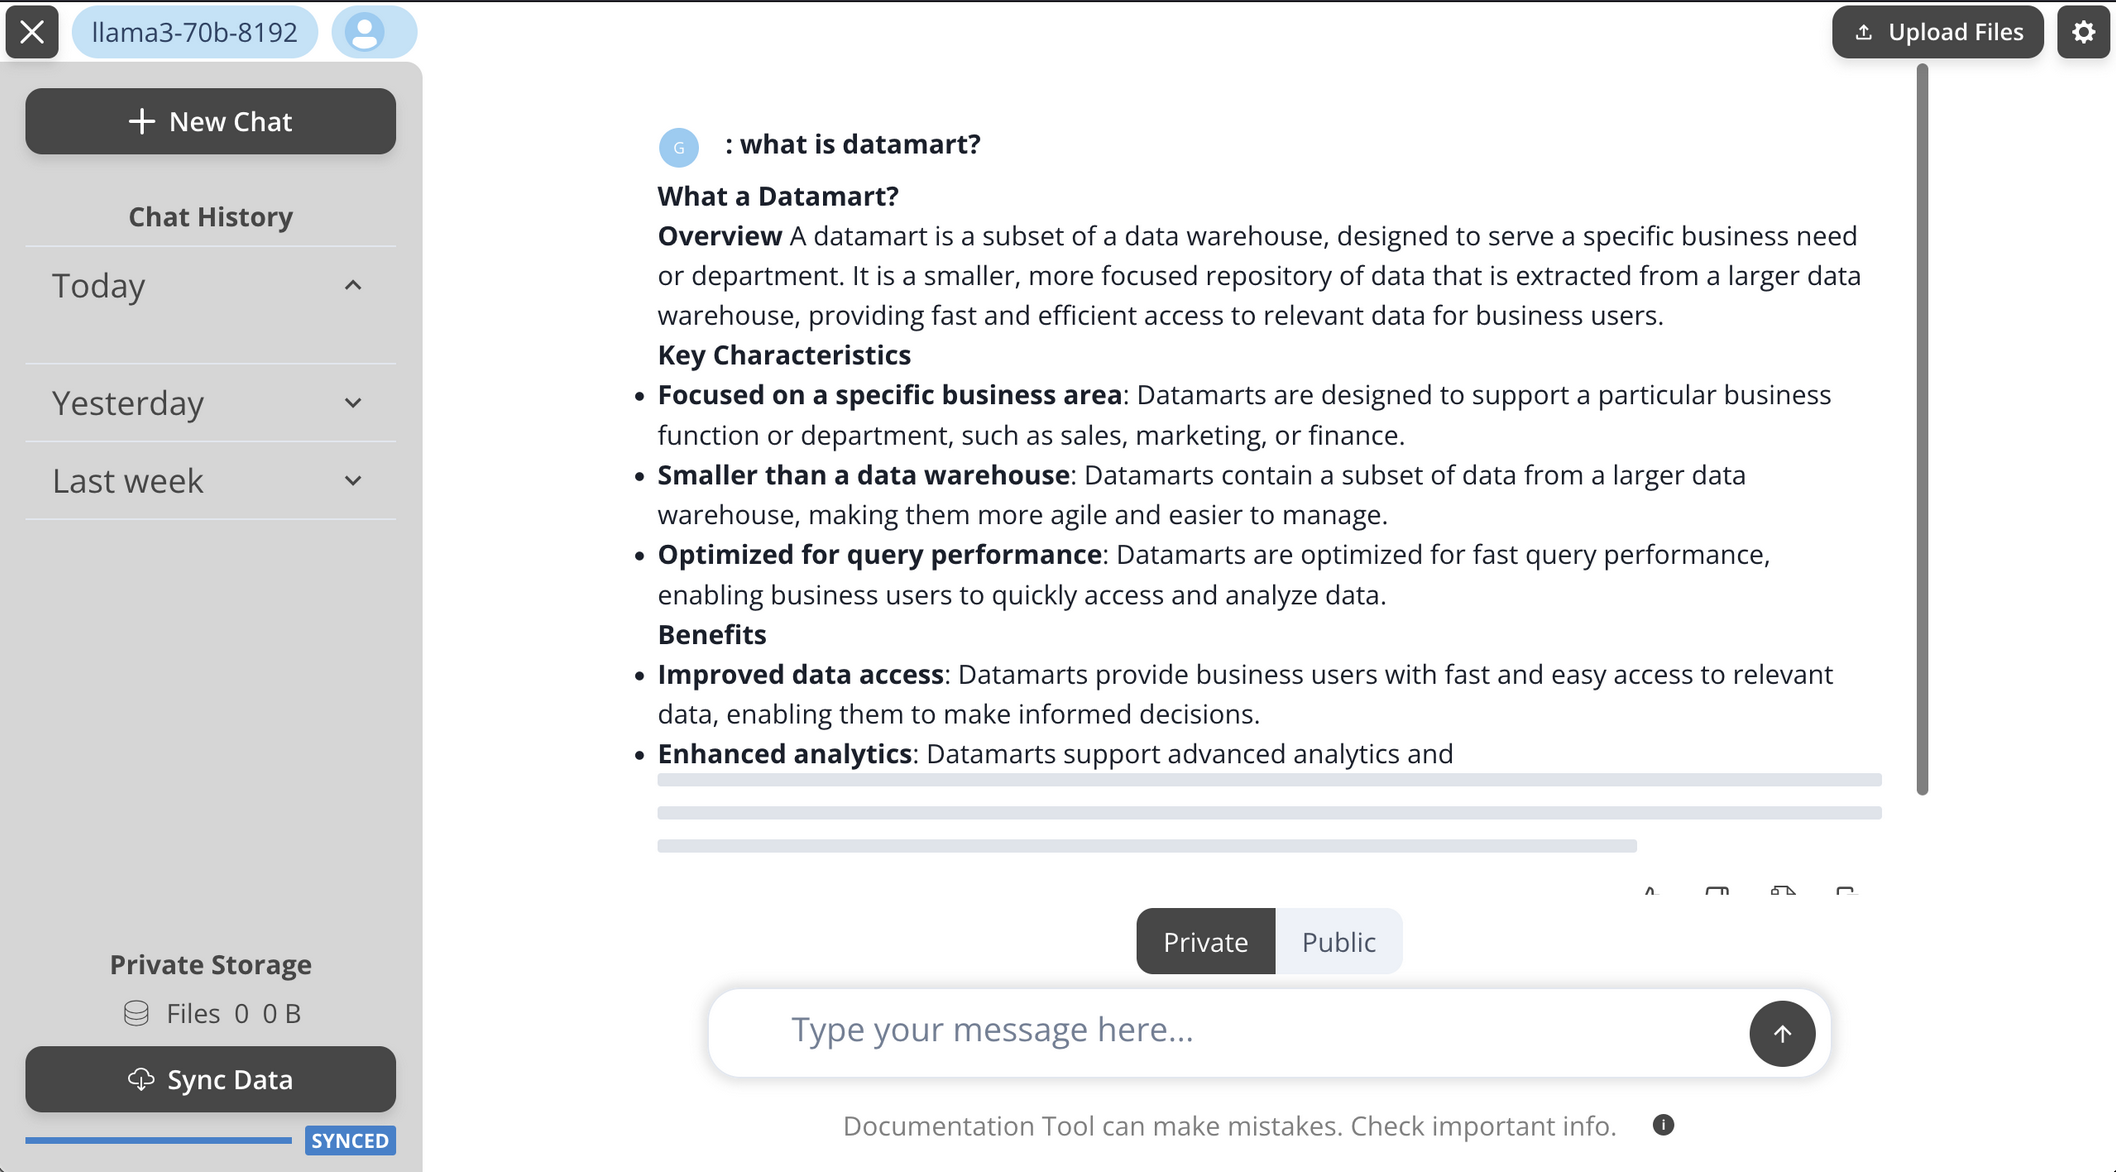 llama3-70b-8192
Upload Files
New Chat
Chat History
Today
Yesterday
Last week
Private Storage
Files 0 0 B
Sync Data
SYNCED
G : what is datamart?
What a Datamart?
Overview A datamart is a subset of a data warehouse, designed to serve a specific business need
or department. It is a smaller, more focused repository of data that is extracted from a larger data
warehouse, providing fast and efficient access to relevant data for business users.
Key Characteristics
• Focused on a specific business area: Datamarts are designed to support a particular business
function or department, such as sales, marketing, or finance.
• Smaller than a data warehouse: Datamarts contain a subset of data from a larger data
warehouse, making them more agile and easier to manage.
• Optimized for query performance: Datamarts are optimized for fast query performance,
enabling business users to quickly access and analyze data.
Benefits
• Improved data access: Datamarts provide business users with fast and easy access to relevant
data, enabling them to make informed decisions.
• Enhanced analytics: Datamarts support advanced analytics and
Private Public
Type your message here...
Documentation Tool can make mistakes. Check important info. i